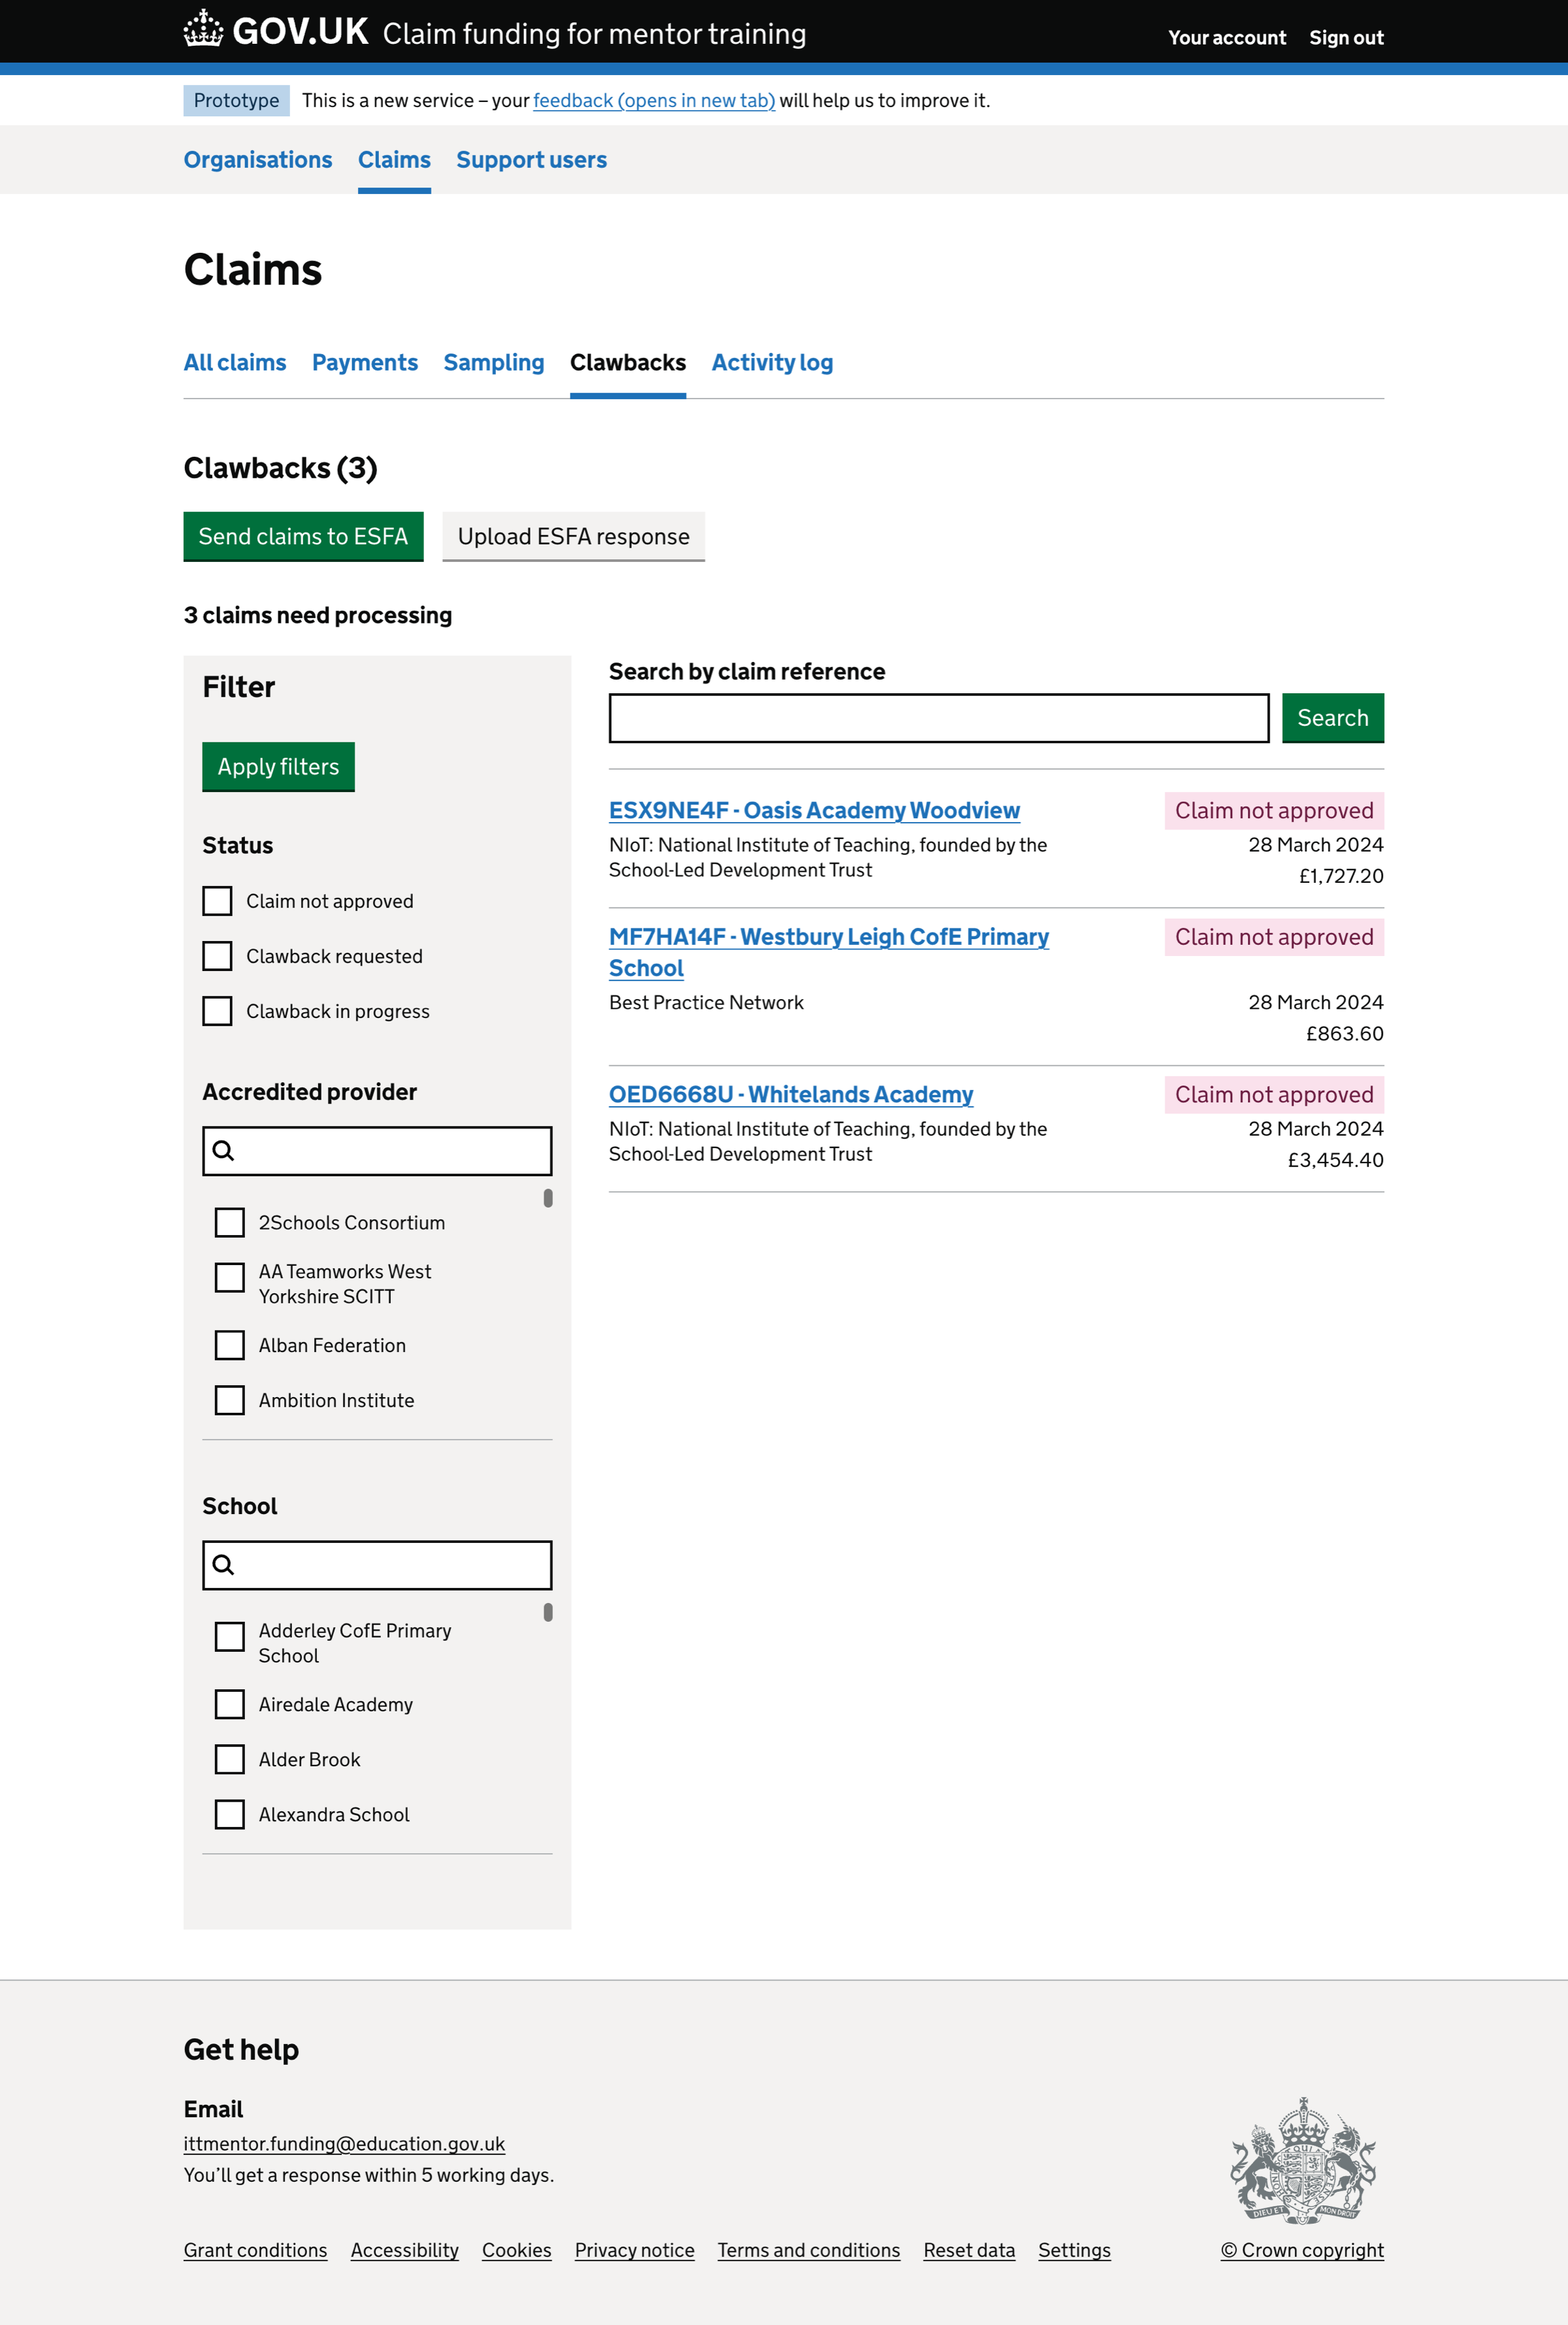 GOV.UK Claim funding for mentor training
Your account Sign out
Prototype This is a new service – your feedback (opens in new tab) will help us to improve it.
Organisations Claims Support users
Claims
All claims Payments Sampling Clawbacks Activity log
Clawbacks (3)
Send claims to ESFA Upload ESFA response
3 claims need processing
Filter
Apply filters
Status
Claim not approved
Clawback requested
Clawback in progress
Accredited provider
2Schools Consortium
AA Teamworks West
Yorkshire SCITT
Alban Federation
Ambition Institute
School
Adderley CofE Primary
School
Airedale Academy
Alder Brook
Alexandra School
Search by claim reference
Search
ESX9NE4F - Oasis Academy Woodview
Claim not approved
NIoT: National Institute of Teaching, founded by the
School-Led Development Trust
28 March 2024
£1,727.20
MF7HA14F - Westbury Leigh CofE Primary
School
Claim not approved
Best Practice Network
28 March 2024
£863.60
OED6668U - Whitelands Academy
Claim not approved
NIoT: National Institute of Teaching, founded by the
School-Led Development Trust
28 March 2024
£3,454.40
Get help
Email
ittmentor.funding@education.gov.uk
You’ll get a response within 5 working days.
DIEU ET MON DROIT
Grant conditions Accessibility Cookies Privacy notice Terms and conditions Reset data Settings
© Crown copyright